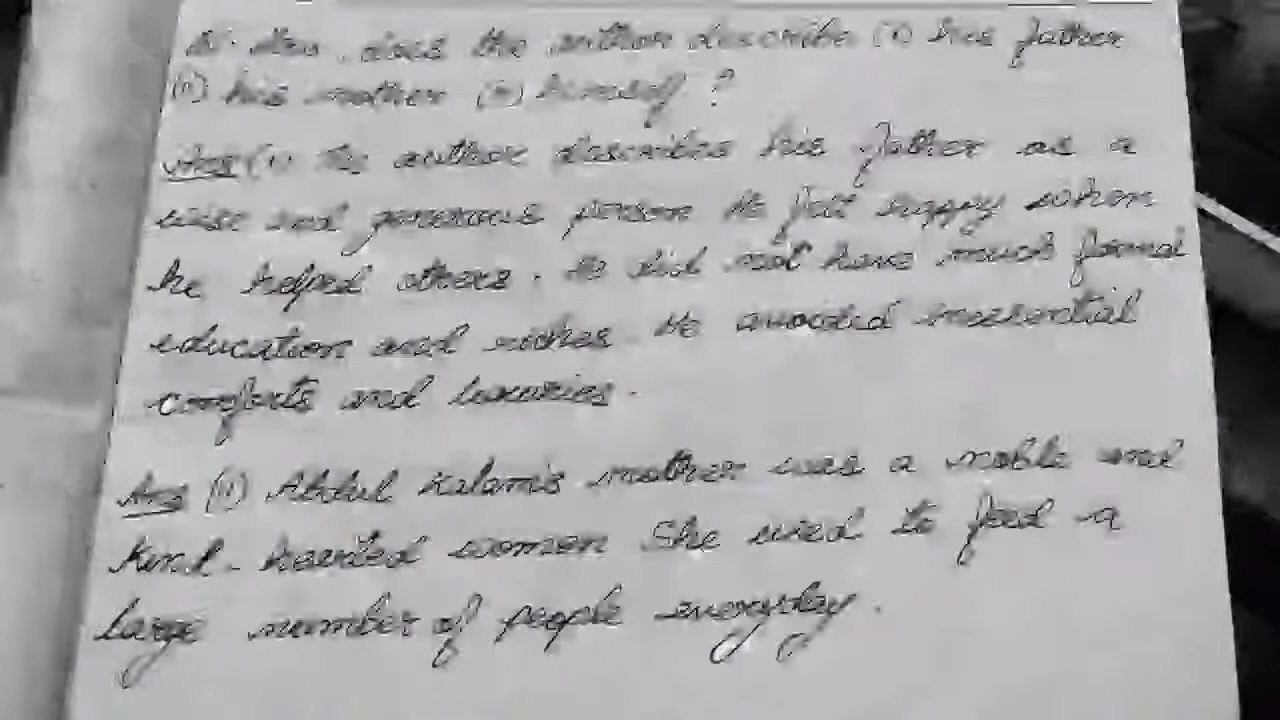 Q. How does the author describe (i) his father
(ii) his mother (iii) himself ?
Ans (i) The author describes his father as a
wise and generous person He felt happy when
he helped others. He did not have much formal
education and riches. He avoided inessential
comforts and luxuries.
Ans (ii) Abdul Kalam's mother was a noble and
kind-hearted women She used to feed a
large number of people everyday.